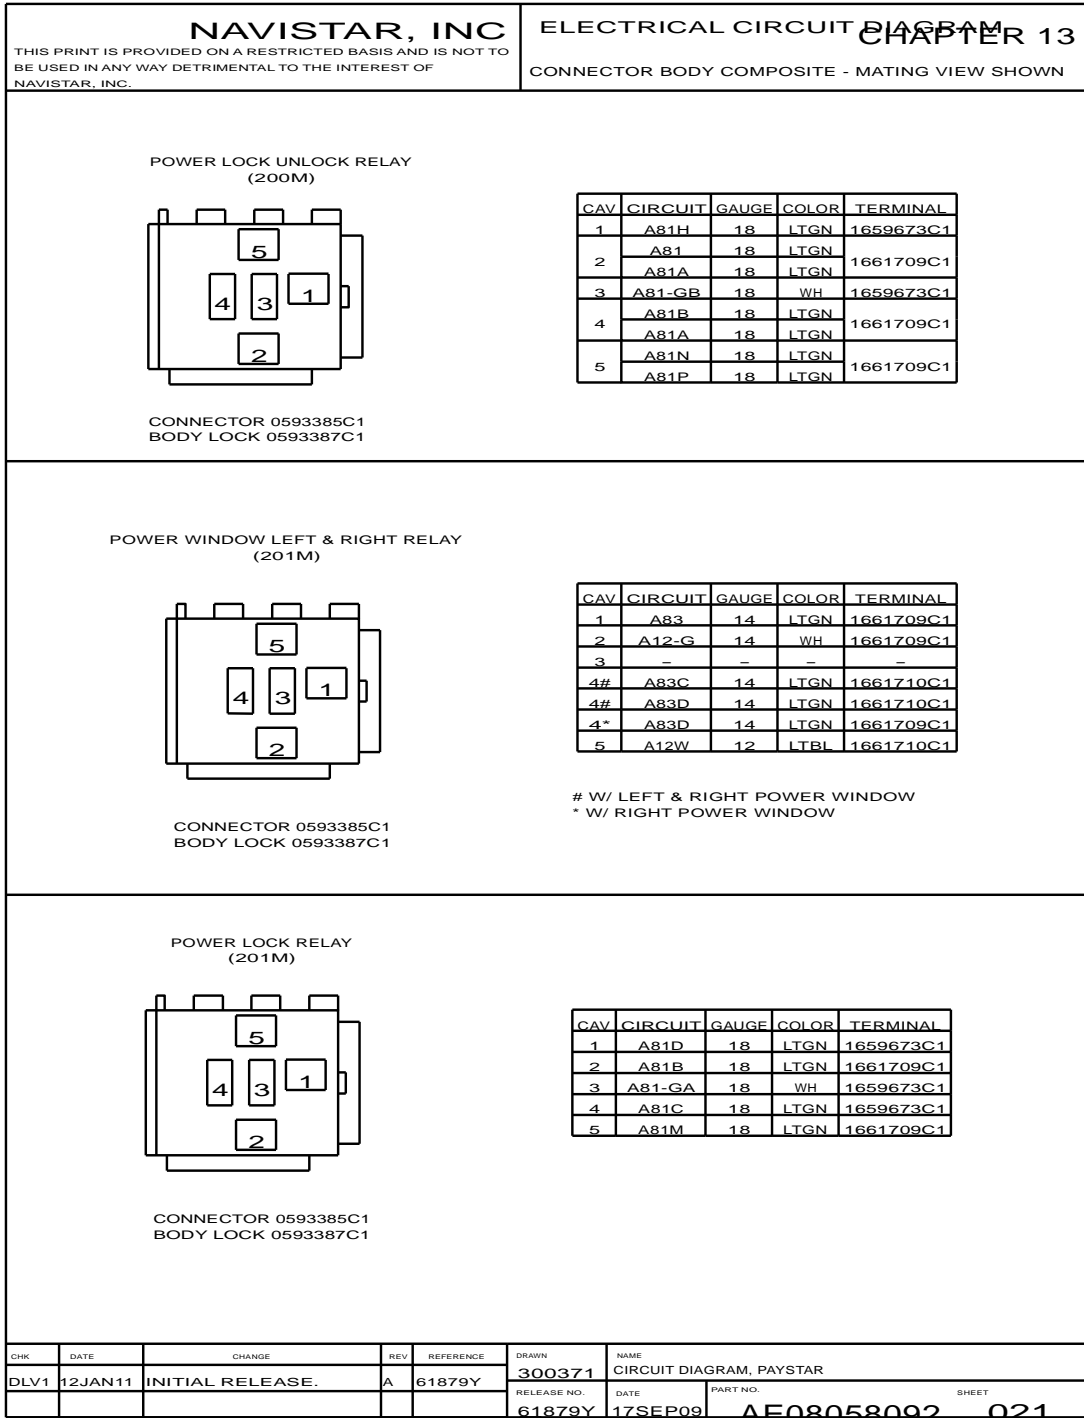 NAVISTAR, INC
THIS PRINT IS PROVIDED ON A RESTRICTED BASIS AND IS NOT TO
BE USED IN ANY WAY DETRIMENTAL TO THE INTEREST OF
NAVISTAR, INC.
ELECTRICAL CIRCUIT DIAGRAM
CHAPTER 13
CONNECTOR BODY COMPOSITE - MATING VIEW SHOWN
POWER LOCK UNLOCK RELAY
(200M)
5
4 3 1
2
CONNECTOR 0593385C1
BODY LOCK 0593387C1
CAV CIRCUIT GAUGE COLOR TERMINAL
1 A81H 18 LTGN 1659673C1
2 A81 18 LTGN 1661709C1
A81A 18 LTGN
3 A81-GB 18 WH 1659673C1
4 A81B 18 LTGN 1661709C1
A81A 18 LTGN
5 A81N 18 LTGN 1661709C1
A81P 18 LTGN
POWER WINDOW LEFT & RIGHT RELAY
(201M)
5
4 3 1
2
CONNECTOR 0593385C1
BODY LOCK 0593387C1
CAV CIRCUIT GAUGE COLOR TERMINAL
1 A83 14 LTGN 1661709C1
2 A12-G 14 WH 1661709C1
3 – – – –
4# A83C 14 LTGN 1661710C1
4# A83D 14 LTGN 1661710C1
4* A83D 14 LTGN 1661709C1
5 A12W 12 LTBL 1661710C1
# W/ LEFT & RIGHT POWER WINDOW
* W/ RIGHT POWER WINDOW
POWER LOCK RELAY
(201M)
5
4 3 1
2
CONNECTOR 0593385C1
BODY LOCK 0593387C1
CAV CIRCUIT GAUGE COLOR TERMINAL
1 A81D 18 LTGN 1659673C1
2 A81B 18 LTGN 1661709C1
3 A81-GA 18 WH 1659673C1
4 A81C 18 LTGN 1659673C1
5 A81M 18 LTGN 1661709C1
CHK DATE CHANGE REV REFERENCE
DLV1 12JAN11 INITIAL RELEASE. A 61879Y
DRAWN
300371
NAME
CIRCUIT DIAGRAM, PAYSTAR
RELEASE NO.
61879Y
DATE
17SEP09
PART NO.
AE08058092
SHEET
021